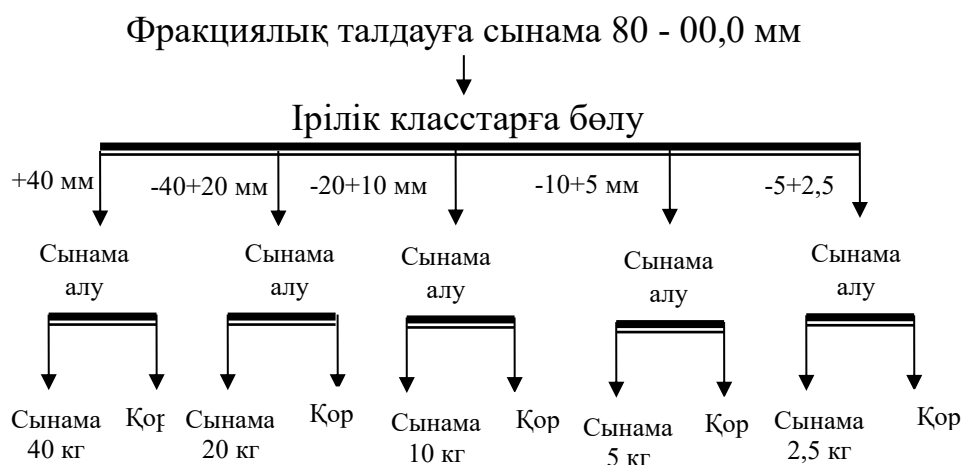 Фракциялық талдауға сынама 80 - 00,0 мм
Ірілік класстарға бөлу
+40 мм
-40+20 мм
-20+10 мм
-10+5 мм
-5+2,5
Сынама
алу
Сынама
алу
Сынама
алу
Сынама
алу
Сынама
алу
Сынама
40 кг
Қор
Сынама
20 кг
Қор
Сынама
10 кг
Қор
Сынама
5 кг
Қор
Сынама
2,5 кг
Қор